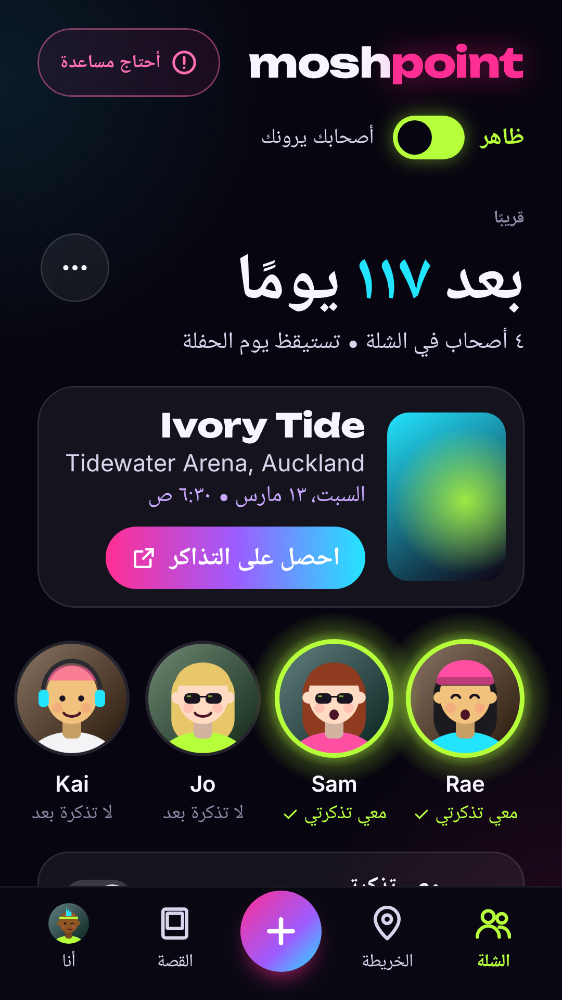 moshpoint
أحتاج مساعدة
ظاهر
أصحابك يرونك
قريبًا
بعد ١١٧ يومًا
٤ أصحاب في الشلة • تستيقظ يوم الحفلة
Ivory Tide
Tidewater Arena, Auckland
السبت، ١٣ مارس • ٦:٣٠ ص
احصل على التذاكر
Rae
معي تذكرتي ✓
Sam
معي تذكرتي ✓
Jo
لا تذكرة بعد
Kai
لا تذكرة بعد
معي تذكرتي
الشلة
الخريطة
القصة
أنا